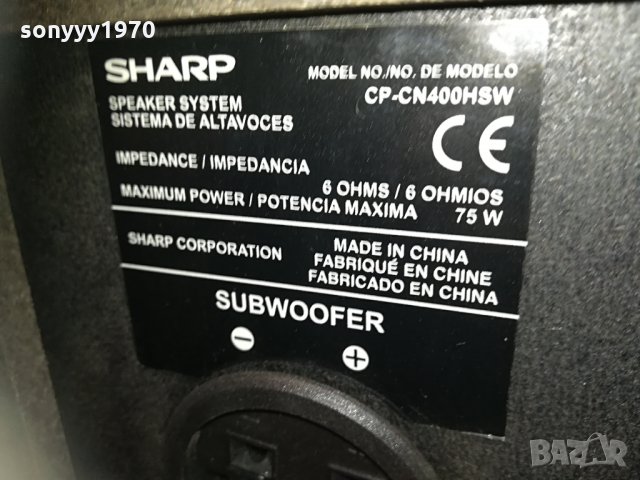 sonyyy1970
SHARP
MODEL NO./NO. DE MODELO
CP-CN400HSW
SPEAKER SYSTEM
SISTEMA DE ALTAVOCES
CE
IMPEDANCE / IMPEDANCIA
6 OHMS / 6 OHMIOS
MAXIMUM POWER / POTENCIA MAXIMA 75 W
SHARP CORPORATION
MADE IN CHINA
FABRIQUÉ EN CHINE
FABRICADO EN CHINA
SUBWOOFER
− +
BAZAR